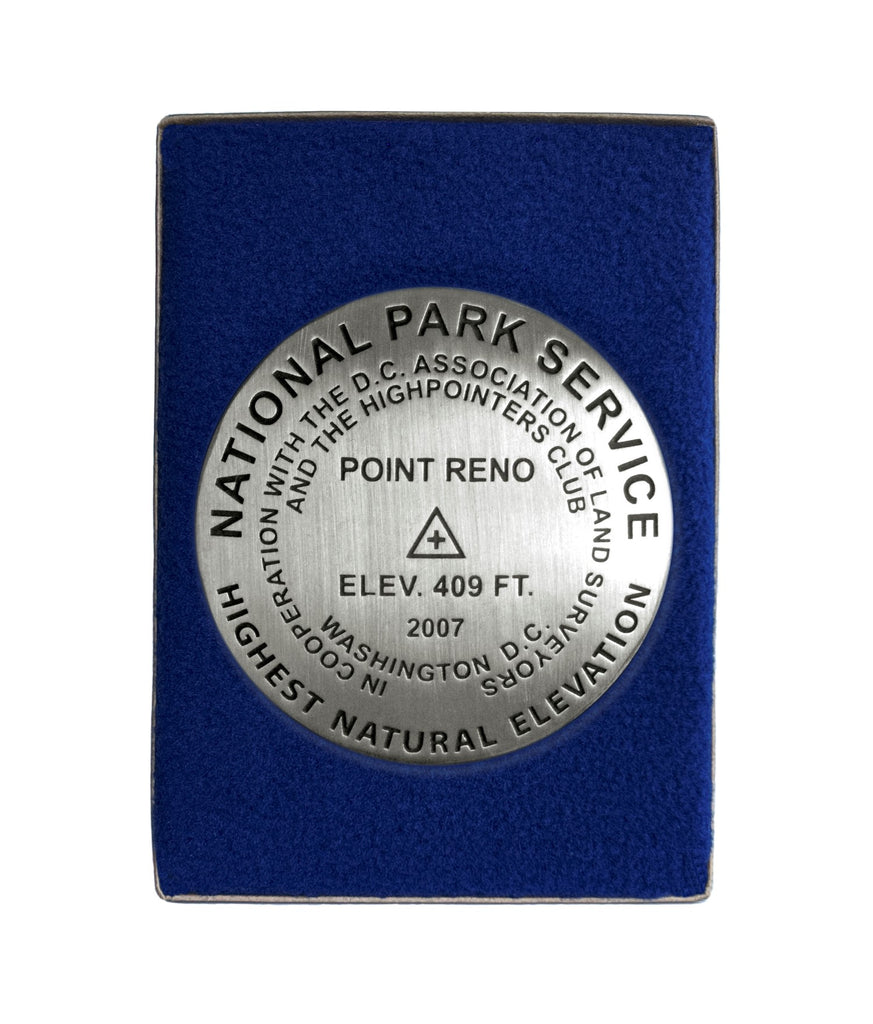 NATIONAL PARK SERVICE
IN COOPERATION WITH THE D.C. ASSOCIATION OF LAND SURVEYORS
AND THE HIGHPOINTERS CLUB
POINT RENO
ELEV. 409 FT.
2007
WASHINGTON D.C.
HIGHEST NATURAL ELEVATION